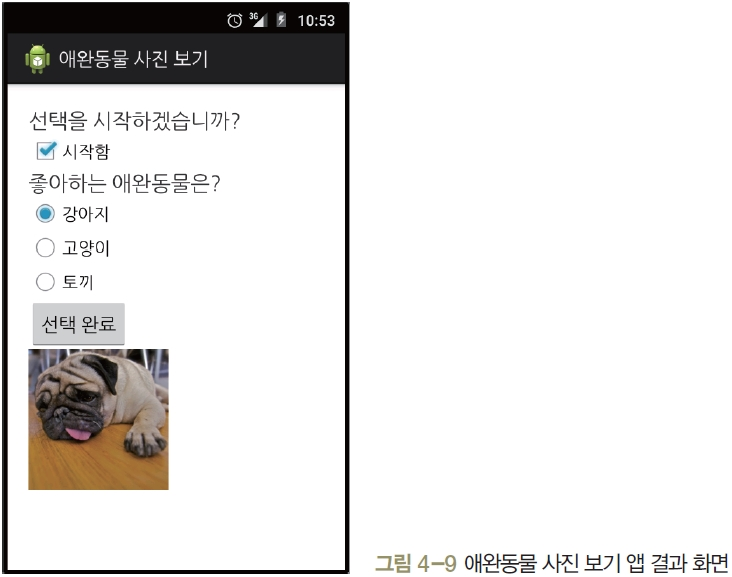 3G 10:53
애완동물 사진 보기
선택을 시작하겠습니까?
시작함
좋아하는 애완동물은?
강아지
고양이
토끼
선택 완료
그림 4-9 애완동물 사진 보기 앱 결과 화면